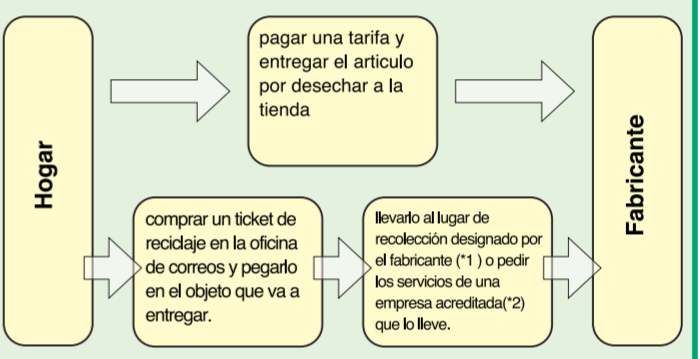 Hogar
pagar una tarifa y
entregar el articulo
por desechar a la
tienda
comprar un ticket de
reciclaje en la oficina
de correos y pegarlo
en el objeto que va a
entregar.
llevarlo al lugar de
recolección designado por
el fabricante (*1 ) o pedir
los servicios de una
empresa acreditada(*2)
que lo lleve.
Fabricante